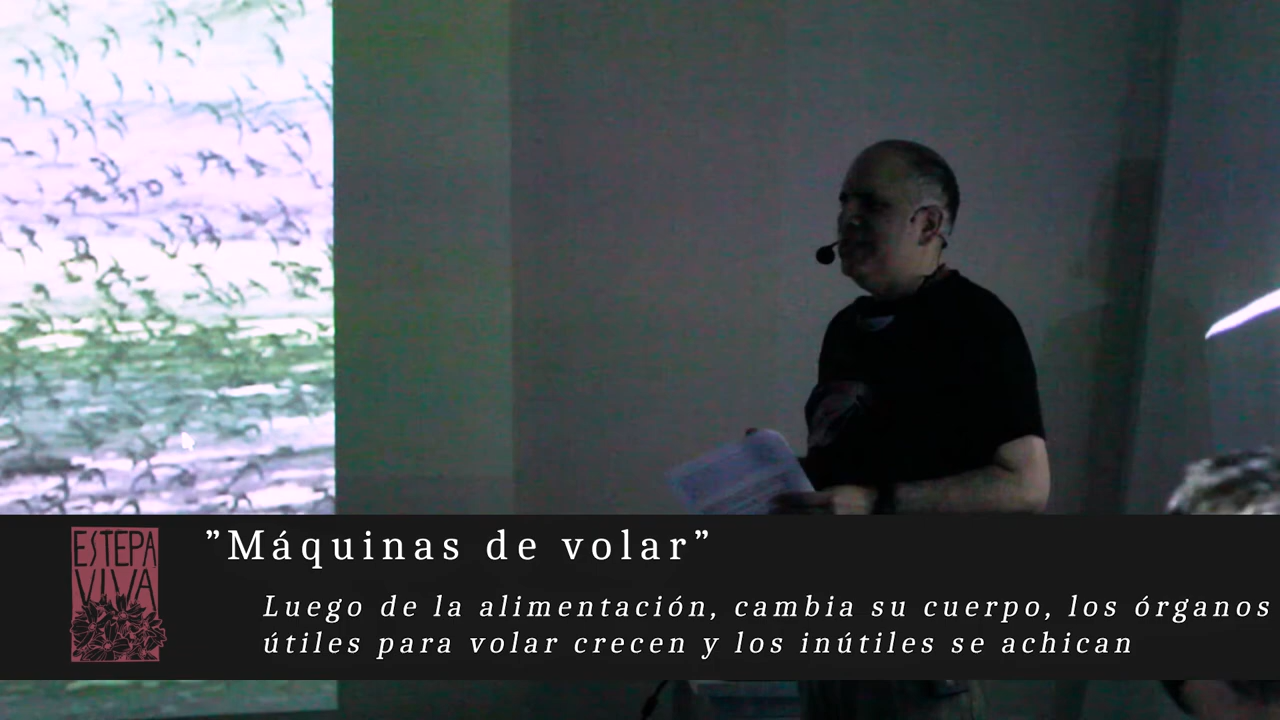 ESTEPA
VIVA
”Máquinas de volar”
Luego de la alimentación, cambia su cuerpo, los órganos
útiles para volar crecen y los inútiles se achican